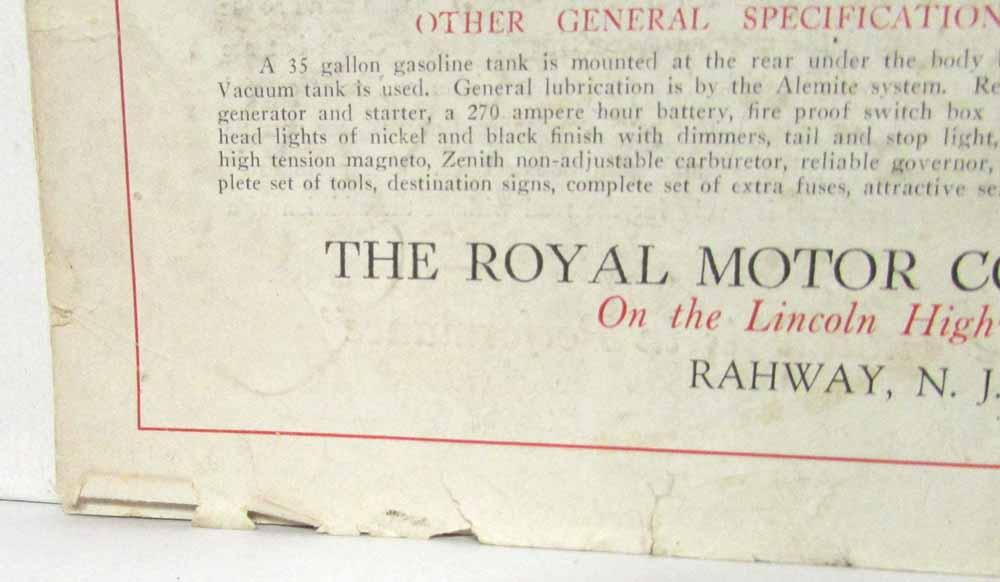 OTHER GENERAL SPECIFICATION
A 35 gallon gasoline tank is mounted at the rear under the body
Vacuum tank is used. General lubrication is by the Alemite system. Re
generator and starter, a 270 ampere hour battery, fire proof switch box
head lights of nickel and black finish with dimmers, tail and stop light,
high tension magneto, Zenith non-adjustable carburetor, reliable governor,
plete set of tools, destination signs, complete set of extra fuses, attractive se
THE ROYAL MOTOR CO
On the Lincoln High
RAHWAY, N. J.